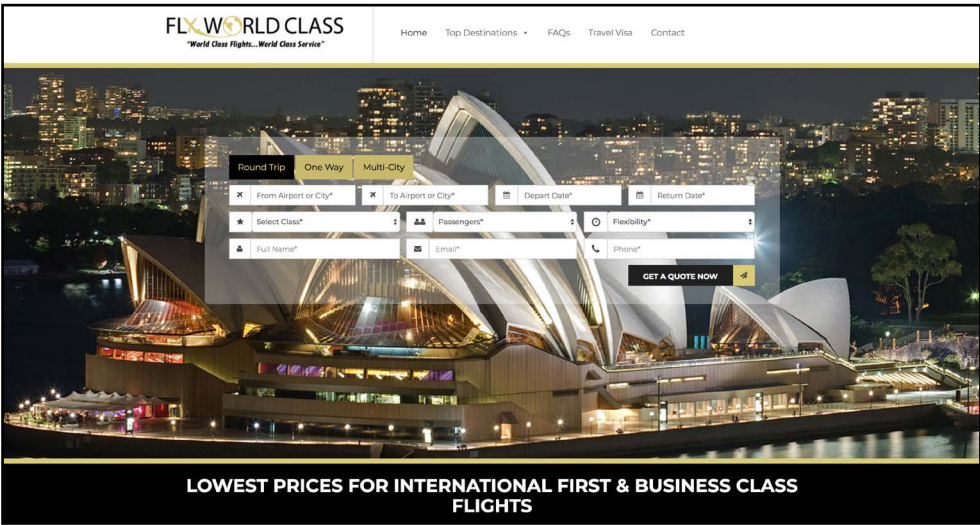 FLY WORLD CLASS
"World Class Flights...World Class Service"
Home Top Destinations FAQs Travel Visa Contact
Round Trip One Way Multi-City
From Airport or City* To Airport or City* Depart Date* Return Date*
Select Class* Passengers* Flexibility*
Full Name* Email* Phone*
GET A QUOTE NOW
LOWEST PRICES FOR INTERNATIONAL FIRST & BUSINESS CLASS
FLIGHTS